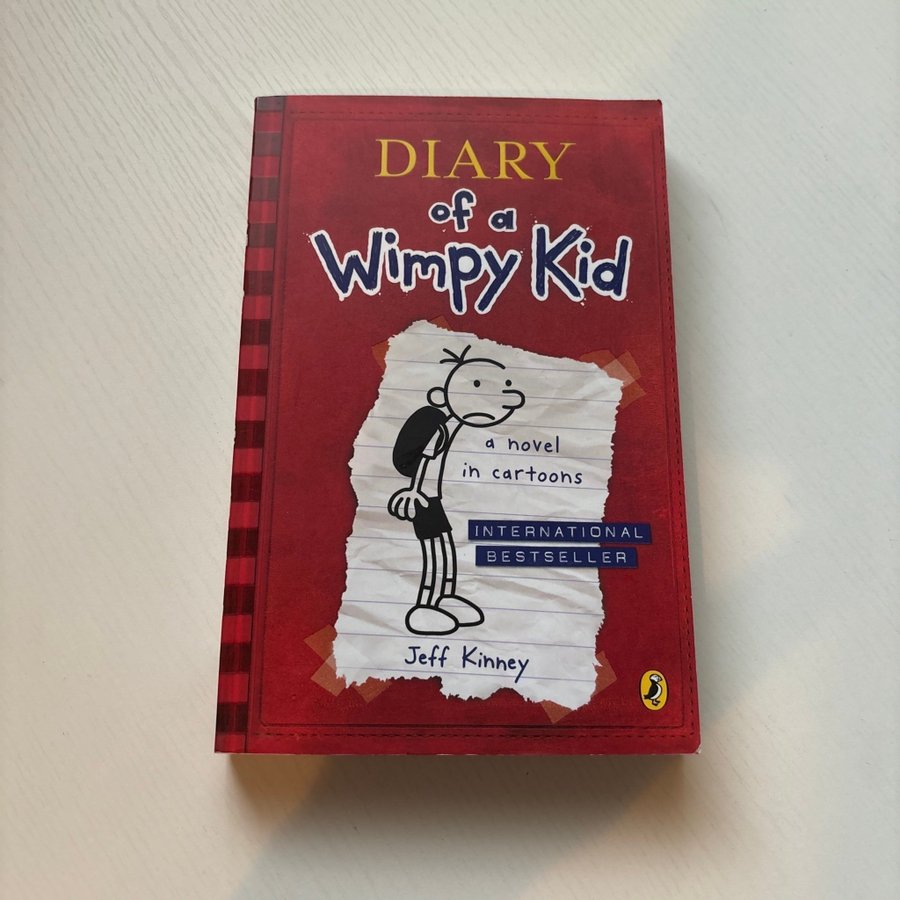 DIARY
of a
Wimpy Kid
a novel
in cartoons
INTERNATIONAL
BESTSELLER
Jeff Kinney